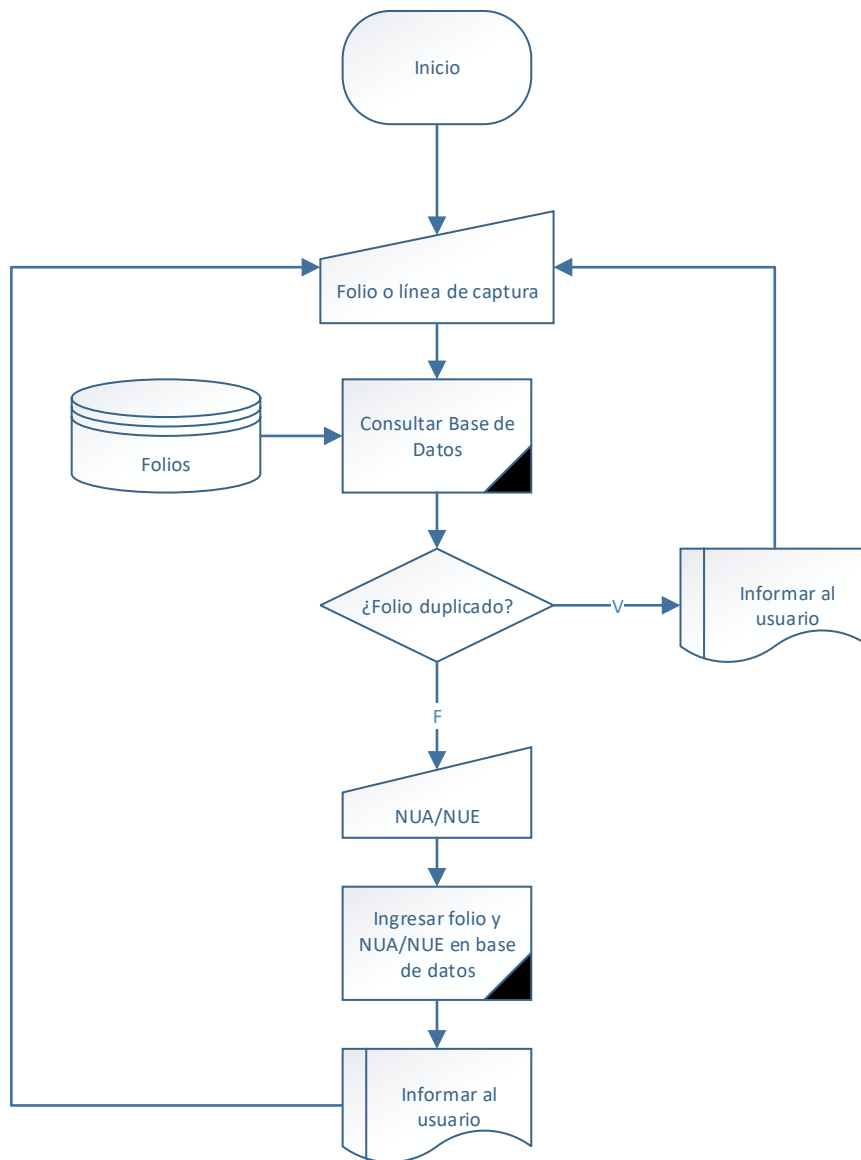 Inicio
Folio o línea de captura
Consultar Base de
Datos
Folios
¿Folio duplicado?
V
Informar al
usuario
F
NUA/NUE
Ingresar folio y
NUA/NUE en base
de datos
Informar al
usuario